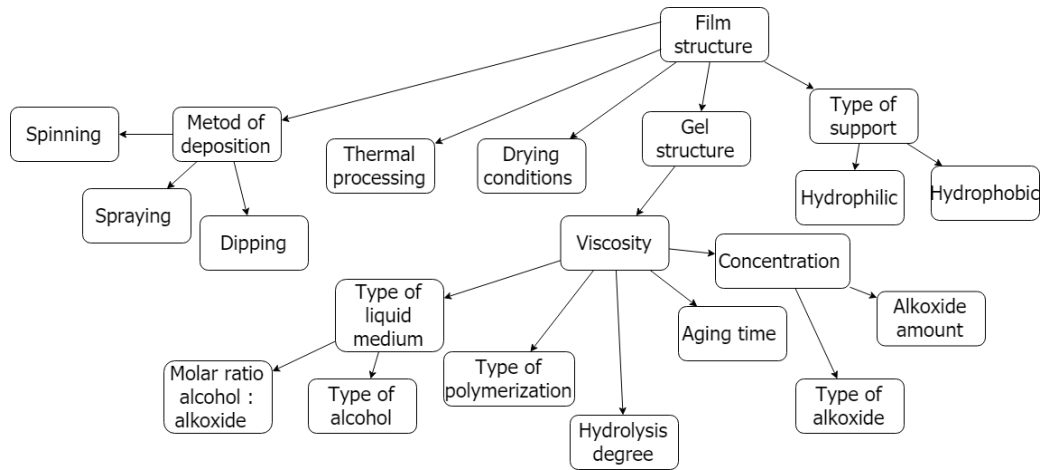 Film
structure
Metod of
deposition
Spinning
Spraying
Dipping
Thermal
processing
Drying
conditions
Gel
structure
Type of
support
Hydrophilic
Hydrophobic
Viscosity
Concentration
Type of
liquid
medium
Aging time
Alkoxide
amount
Molar ratio
alcohol :
alkoxide
Type of
alcohol
Type of
polymerization
Hydrolysis
degree
Type of
alkoxide